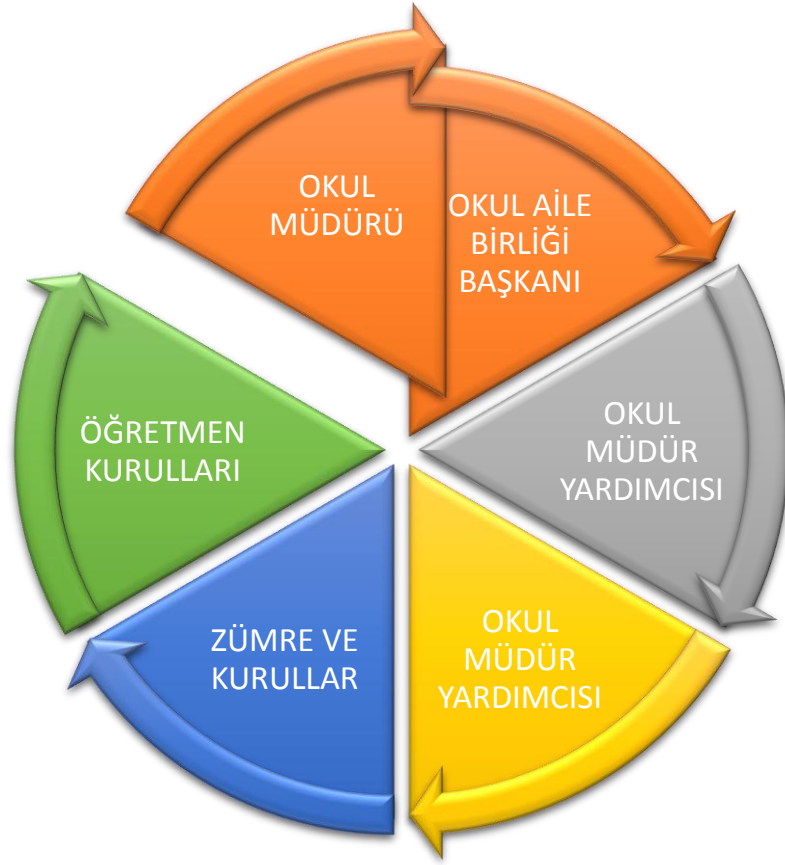 OKUL
MÜDÜRÜ
OKUL AİLE
BİRLİĞİ
BAŞKANI
OKUL
MÜDÜR
YARDIMCISI
OKUL
MÜDÜR
YARDIMCISI
ZÜMRE VE
KURULLAR
ÖĞRETMEN
KURULLARI